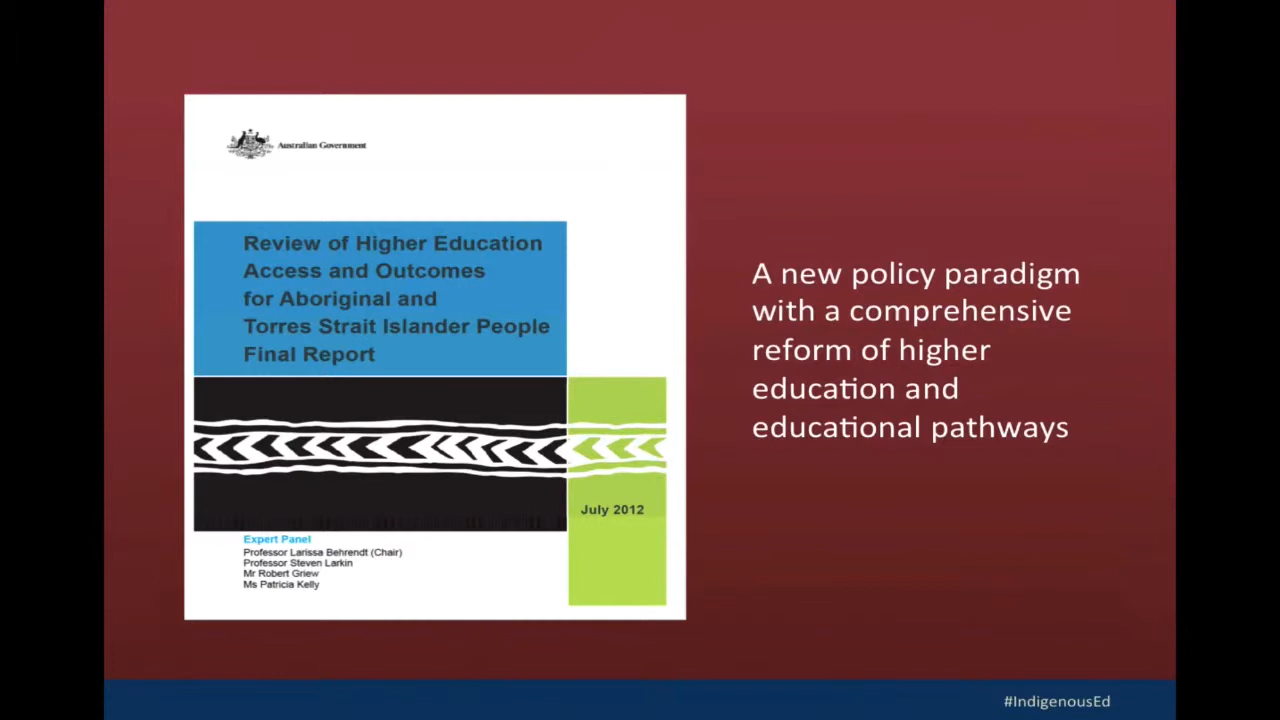 Australian Government
Review of Higher Education
Access and Outcomes
for Aboriginal and
Torres Strait Islander People
Final Report
July 2012
Expert Panel
Professor Larissa Behrendt (Chair)
Professor Steven Larkin
Mr Robert Griew
Ms Patricia Kelly
A new policy paradigm
with a comprehensive
reform of higher
education and
educational pathways
#IndigenousEd